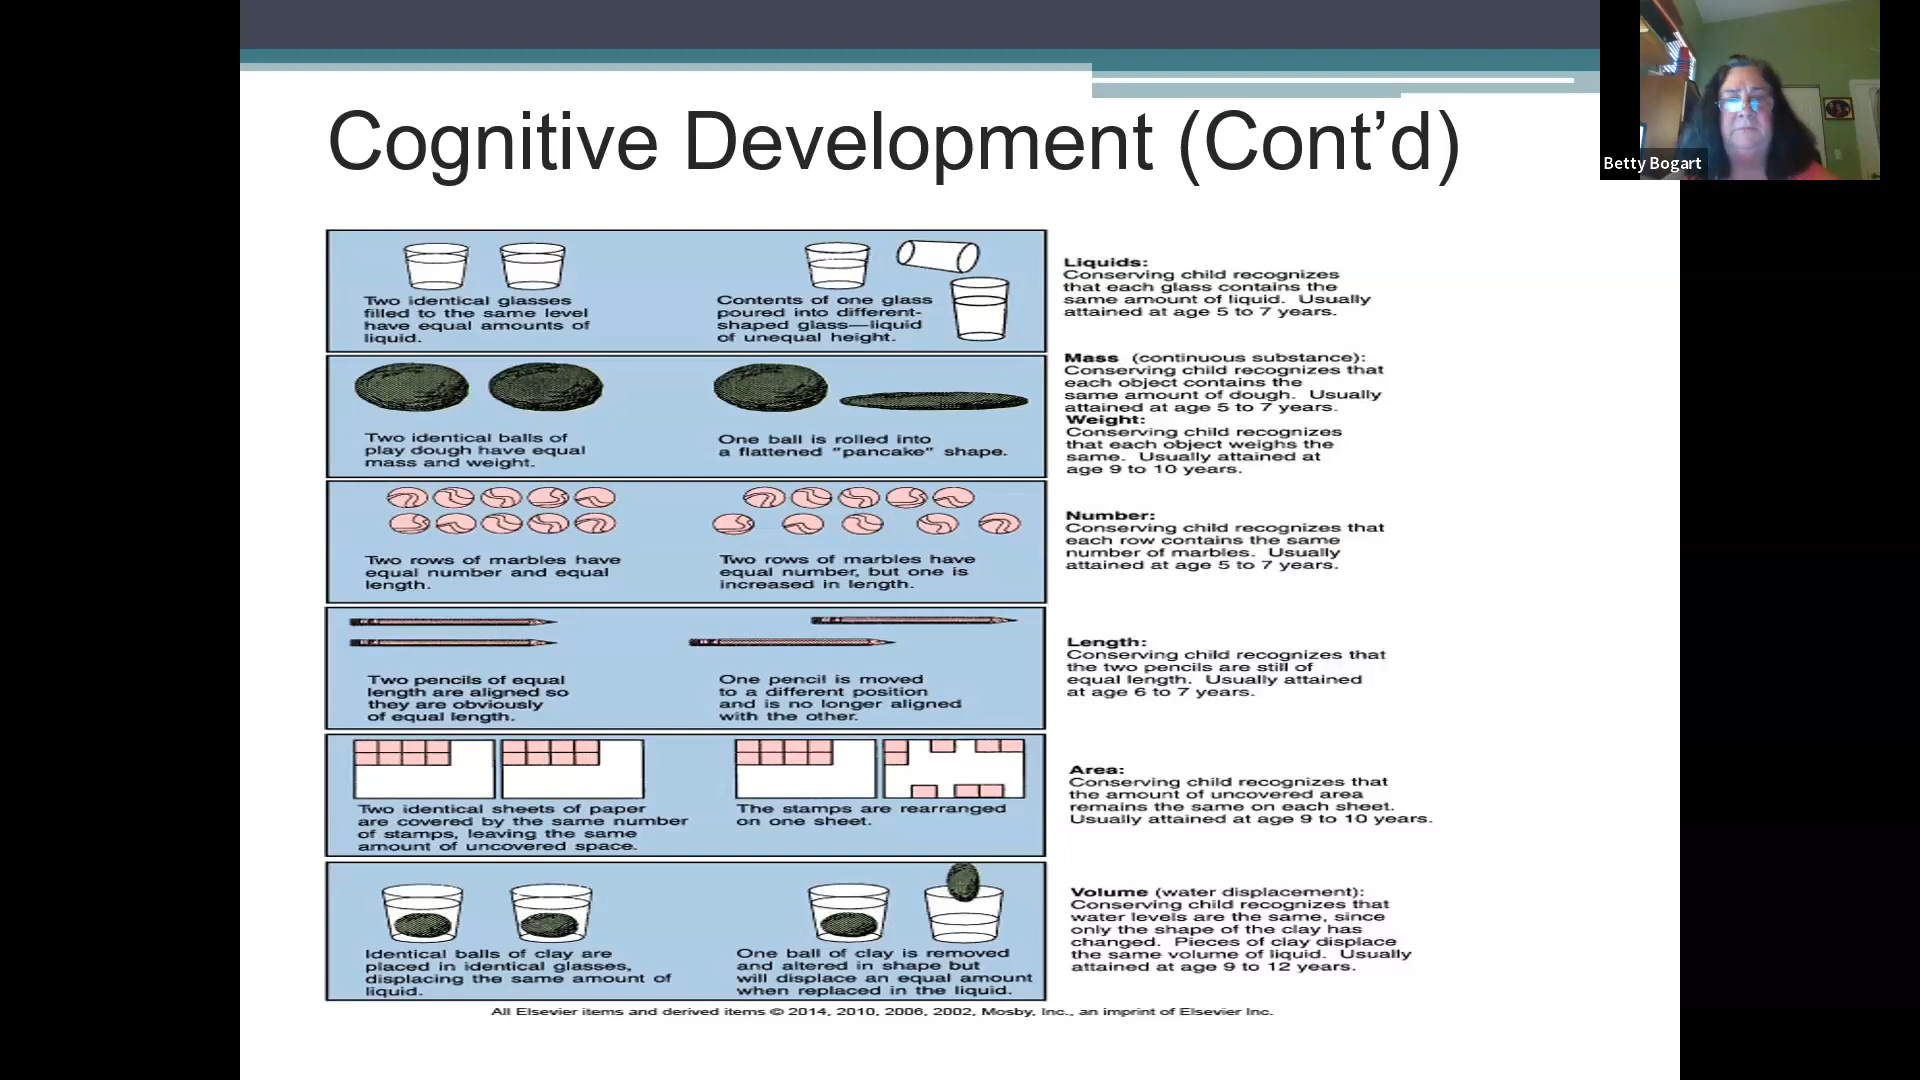 Cognitive Development (Cont’d)
Betty Bogart
Two identical glasses
filled to the same level
have equal amounts of
liquid.
Contents of one glass
poured into different-
shaped glass—liquid
of unequal height.
Liquids:
Conserving child recognizes
that each glass contains the
same amount of liquid. Usually
attained at age 5 to 7 years.
Two identical balls of
play dough have equal
mass and weight.
One ball is rolled into
a flattened "pancake" shape.
Mass (continuous substance):
Conserving child recognizes that
each object contains the
same amount of dough. Usually
attained at age 5 to 7 years.
Weight:
Conserving child recognizes
that each object weighs the
same. Usually attained at
age 9 to 10 years.
Two rows of marbles have
equal number and equal
length.
Two rows of marbles have
equal number, but one is
increased in length.
Number:
Conserving child recognizes that
each row contains the same
number of marbles. Usually
attained at age 5 to 7 years.
Two pencils of equal
length are aligned so
they are obviously
of equal length.
One pencil is moved
to a different position
and is no longer aligned
with the other.
Length:
Conserving child recognizes that
the two pencils are still of
equal length. Usually attained
at age 6 to 7 years.
Two identical sheets of paper
are covered by the same number
of stamps, leaving the same
amount of uncovered space.
The stamps are rearranged
on one sheet.
Area:
Conserving child recognizes that
the amount of uncovered area
remains the same on each sheet.
Usually attained at age 9 to 10 years.
Identical balls of clay are
placed in identical glasses,
displacing the same amount of
liquid.
One ball of clay is removed
and altered in shape but
will displace an equal amount
when replaced in the liquid.
Volume (water displacement):
Conserving child recognizes that
water levels are the same, since
only the shape of the clay has
changed. Pieces of clay displace
the same volume of liquid. Usually
attained at age 9 to 12 years.
All Elsevier items and derived items © 2014, 2010, 2006, 2002, Mosby, Inc., an imprint of Elsevier Inc.